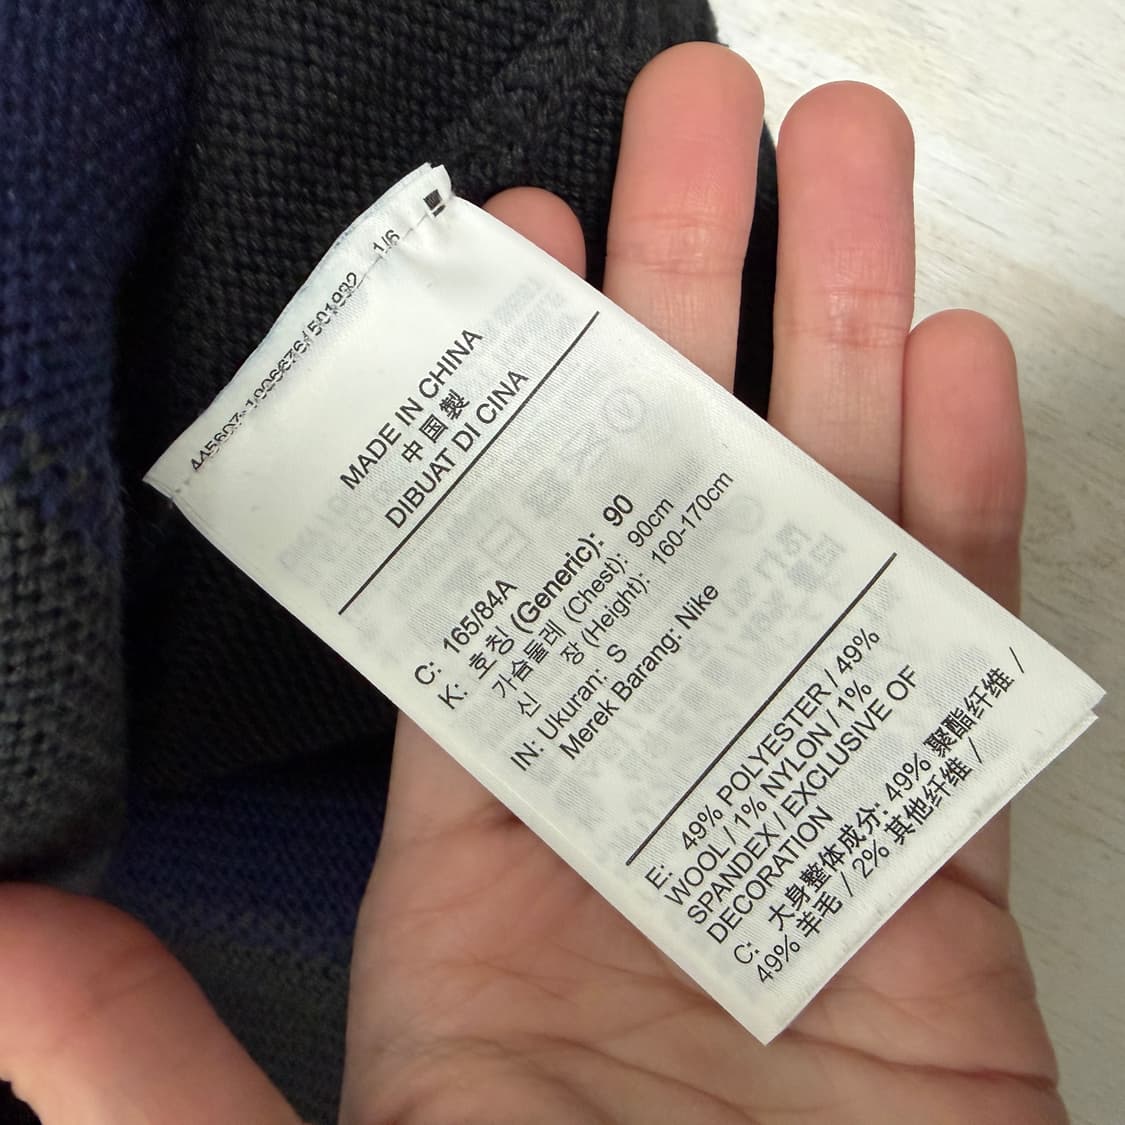 1/6
MADE IN CHINA
中国製
DIBUAT DI CINA
C: 165/84A
K: 호칭 (Generic): 90
가슴둘레 (Chest): 90cm
신 장 (Height): 160-170cm
IN: Ukuran: S
Merek Barang: Nike
E: 49% POLYESTER / 49%
WOOL / 1% NYLON / 1%
SPANDEX / EXCLUSIVE OF
DECORATION
C: 大身整体成分: 49% 聚酯纤维 /
49% 羊毛 / 2% 其他纤维 /